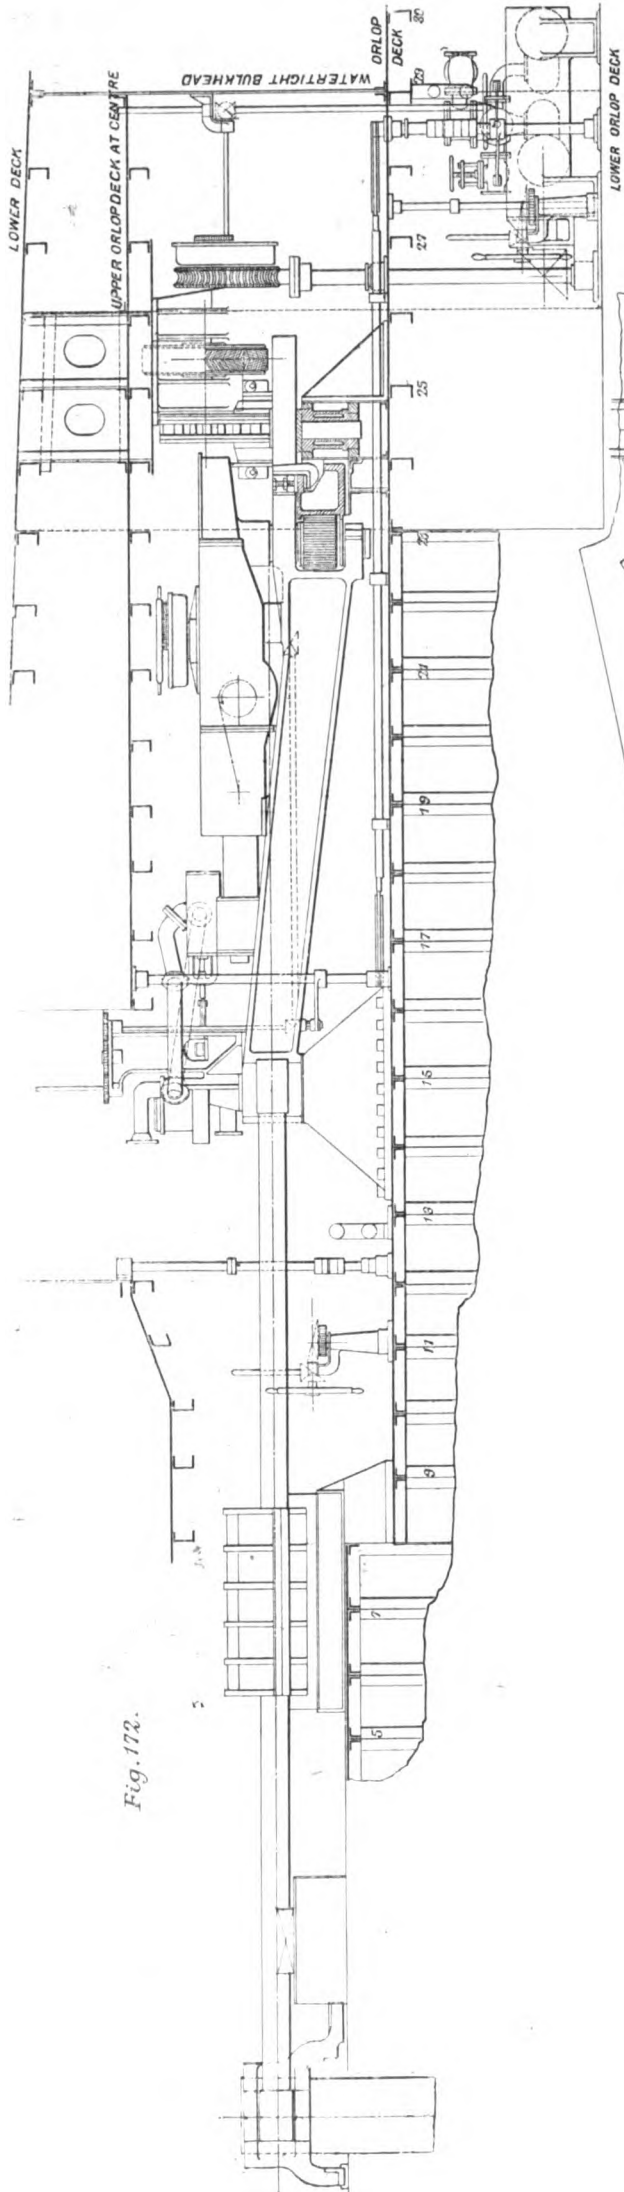 LOWER DECK
UPPER ORLOP DECK AT CENTRE
WATERTIGHT BULKHEAD
ORLOP
DECK
LOWER ORLOP DECK
Fig. 172.
5
7
9
11
13
15
17
19
21
23
25
27
29
30